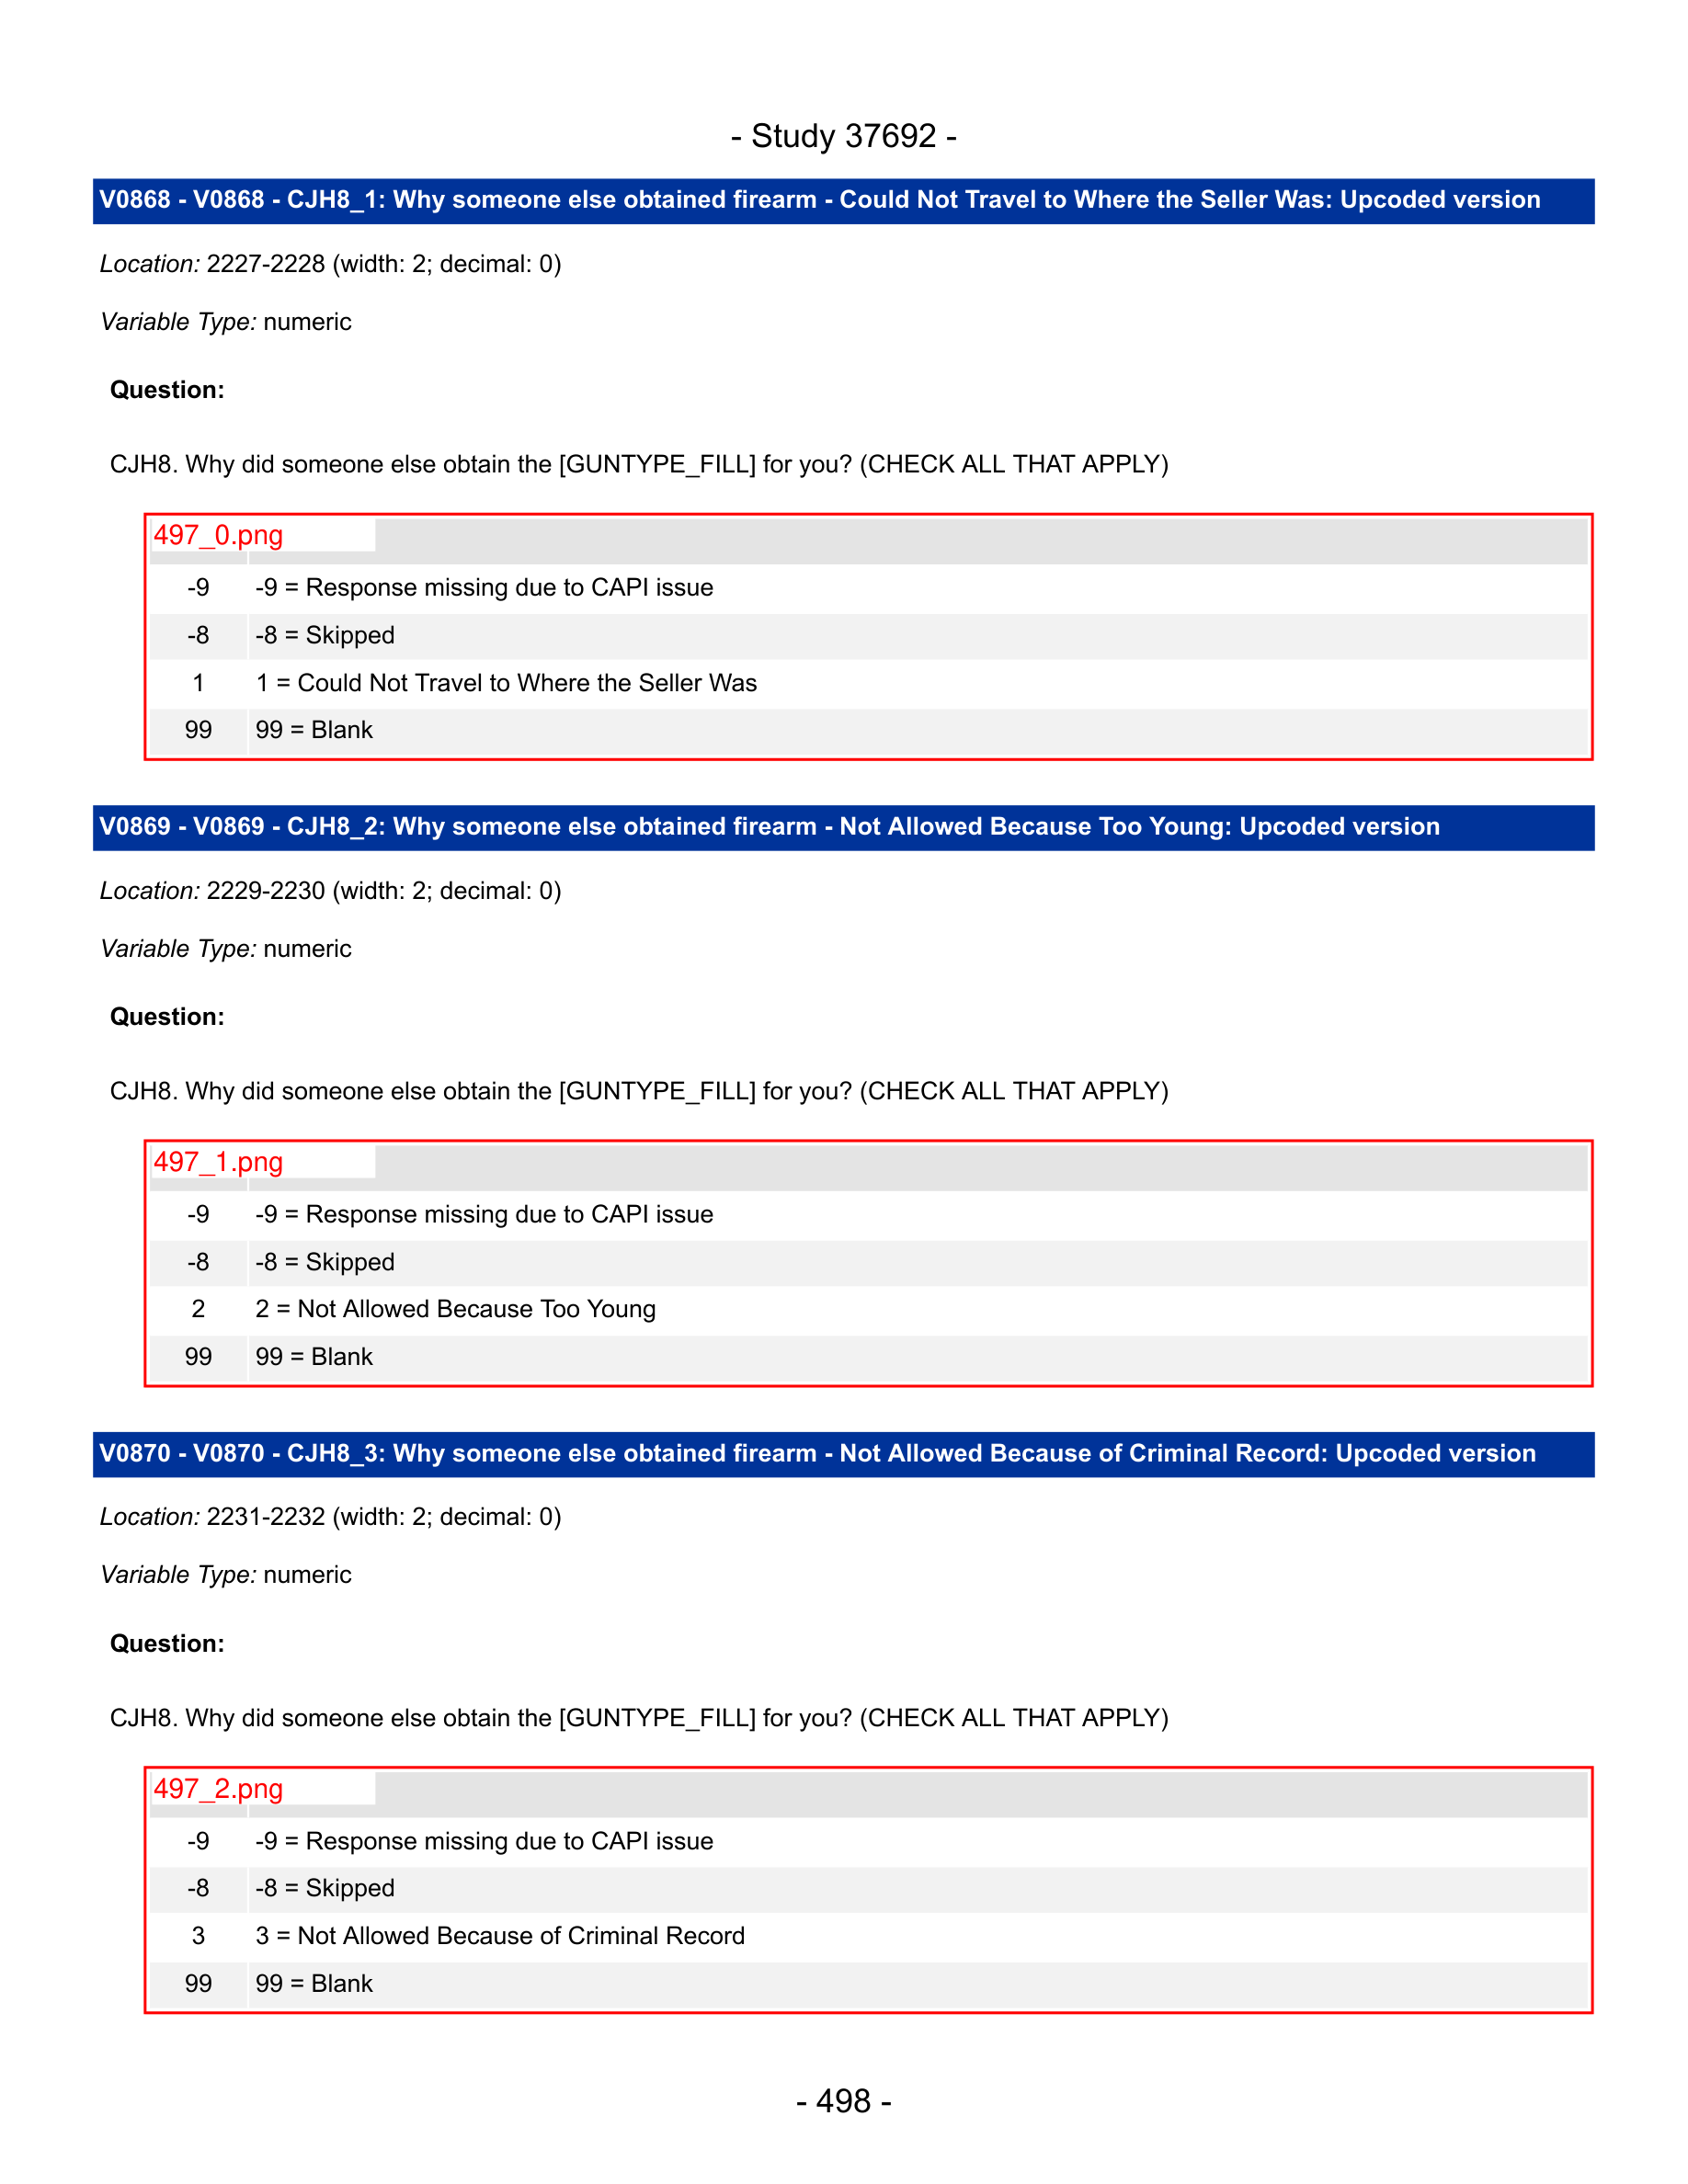 - Study 37692 -
V0868 - V0868 - CJH8_1: Why someone else obtained firearm - Could Not Travel to Where the Seller Was: Upcoded version
Location: 2227-2228 (width: 2; decimal: 0)
Variable Type: numeric
Question:
CJH8. Why did someone else obtain the [GUNTYPE_FILL] for you? (CHECK ALL THAT APPLY)
497_0.png
-9 -9 = Response missing due to CAPI issue
-8 -8 = Skipped
1 1 = Could Not Travel to Where the Seller Was
99 99 = Blank
V0869 - V0869 - CJH8_2: Why someone else obtained firearm - Not Allowed Because Too Young: Upcoded version
Location: 2229-2230 (width: 2; decimal: 0)
Variable Type: numeric
Question:
CJH8. Why did someone else obtain the [GUNTYPE_FILL] for you? (CHECK ALL THAT APPLY)
497_1.png
-9 -9 = Response missing due to CAPI issue
-8 -8 = Skipped
2 2 = Not Allowed Because Too Young
99 99 = Blank
V0870 - V0870 - CJH8_3: Why someone else obtained firearm - Not Allowed Because of Criminal Record: Upcoded version
Location: 2231-2232 (width: 2; decimal: 0)
Variable Type: numeric
Question:
CJH8. Why did someone else obtain the [GUNTYPE_FILL] for you? (CHECK ALL THAT APPLY)
497_2.png
-9 -9 = Response missing due to CAPI issue
-8 -8 = Skipped
3 3 = Not Allowed Because of Criminal Record
99 99 = Blank
- 498 -